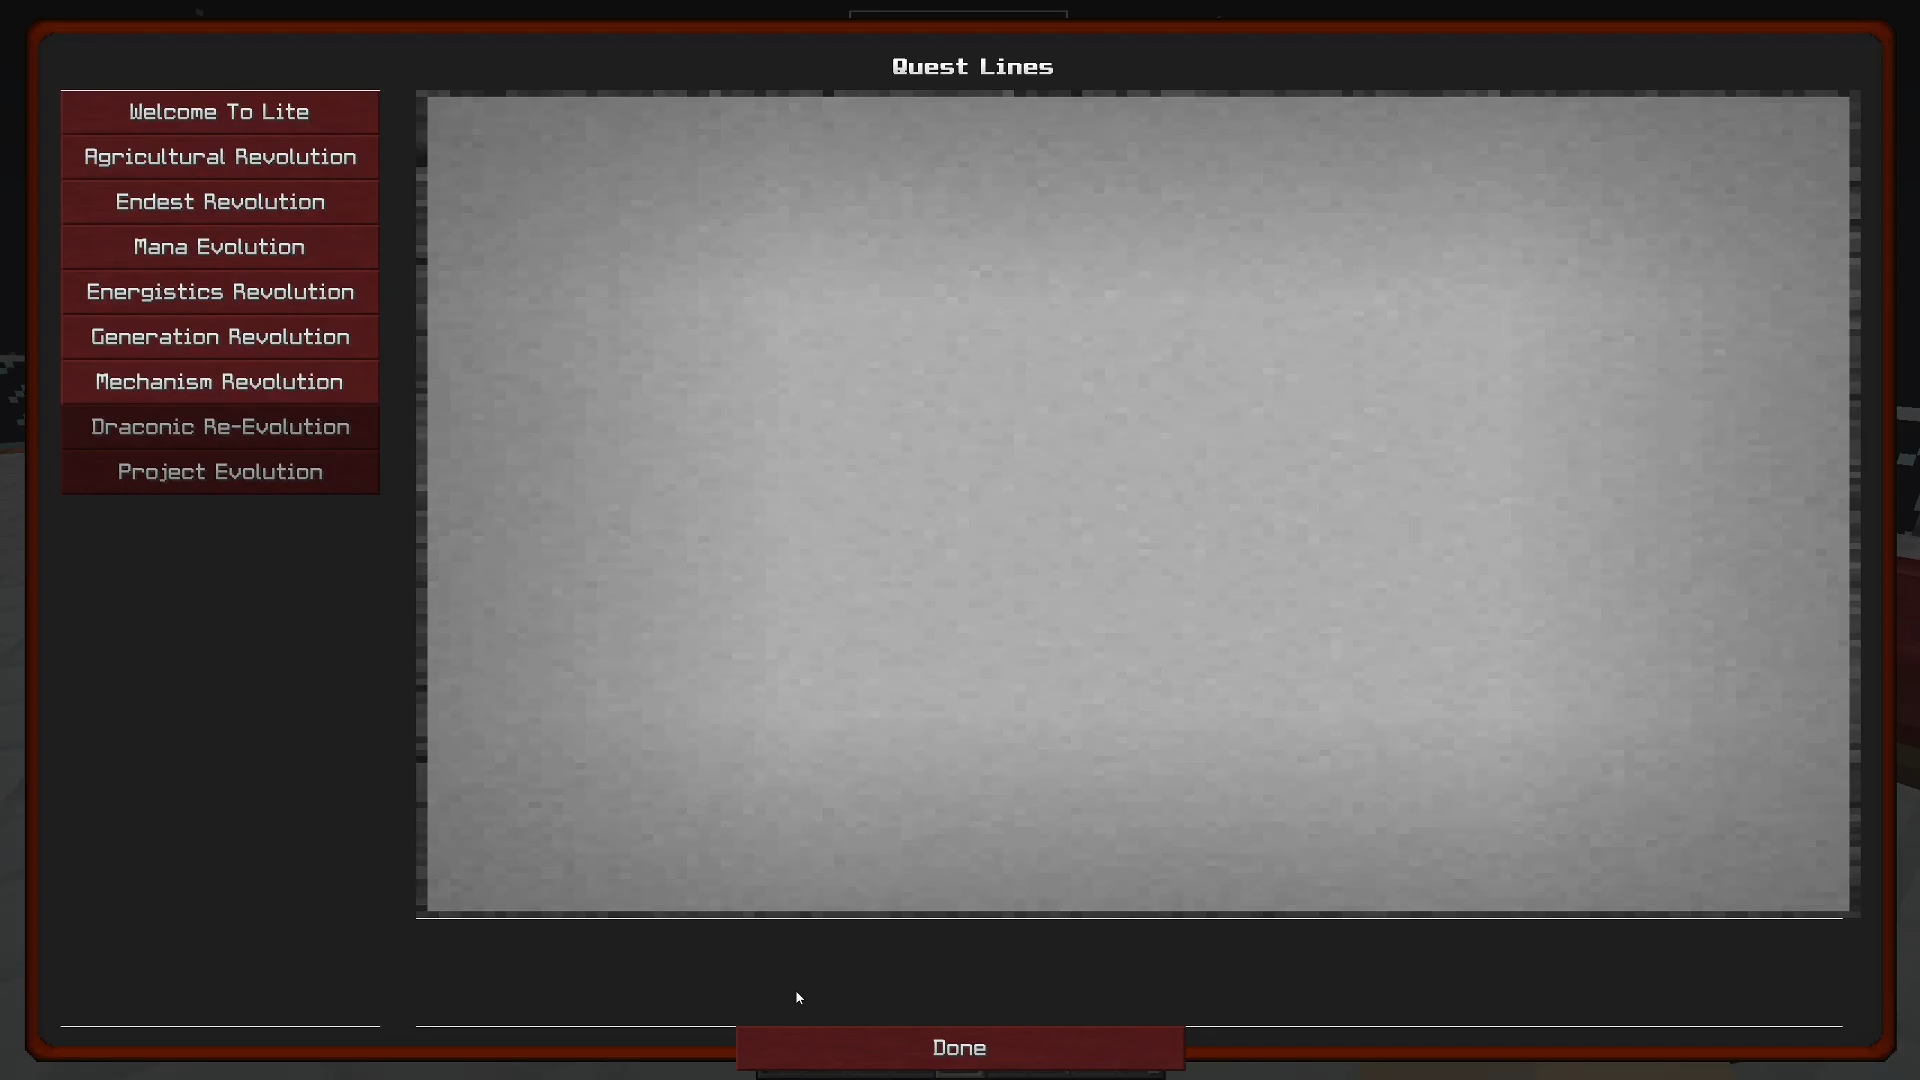 Quest Lines
Welcome To Lite
Agricultural Revolution
Endest Revolution
Mana Evolution
Energistics Revolution
Generation Revolution
Mechanism Revolution
Draconic Re-Evolution
Project Evolution
Done